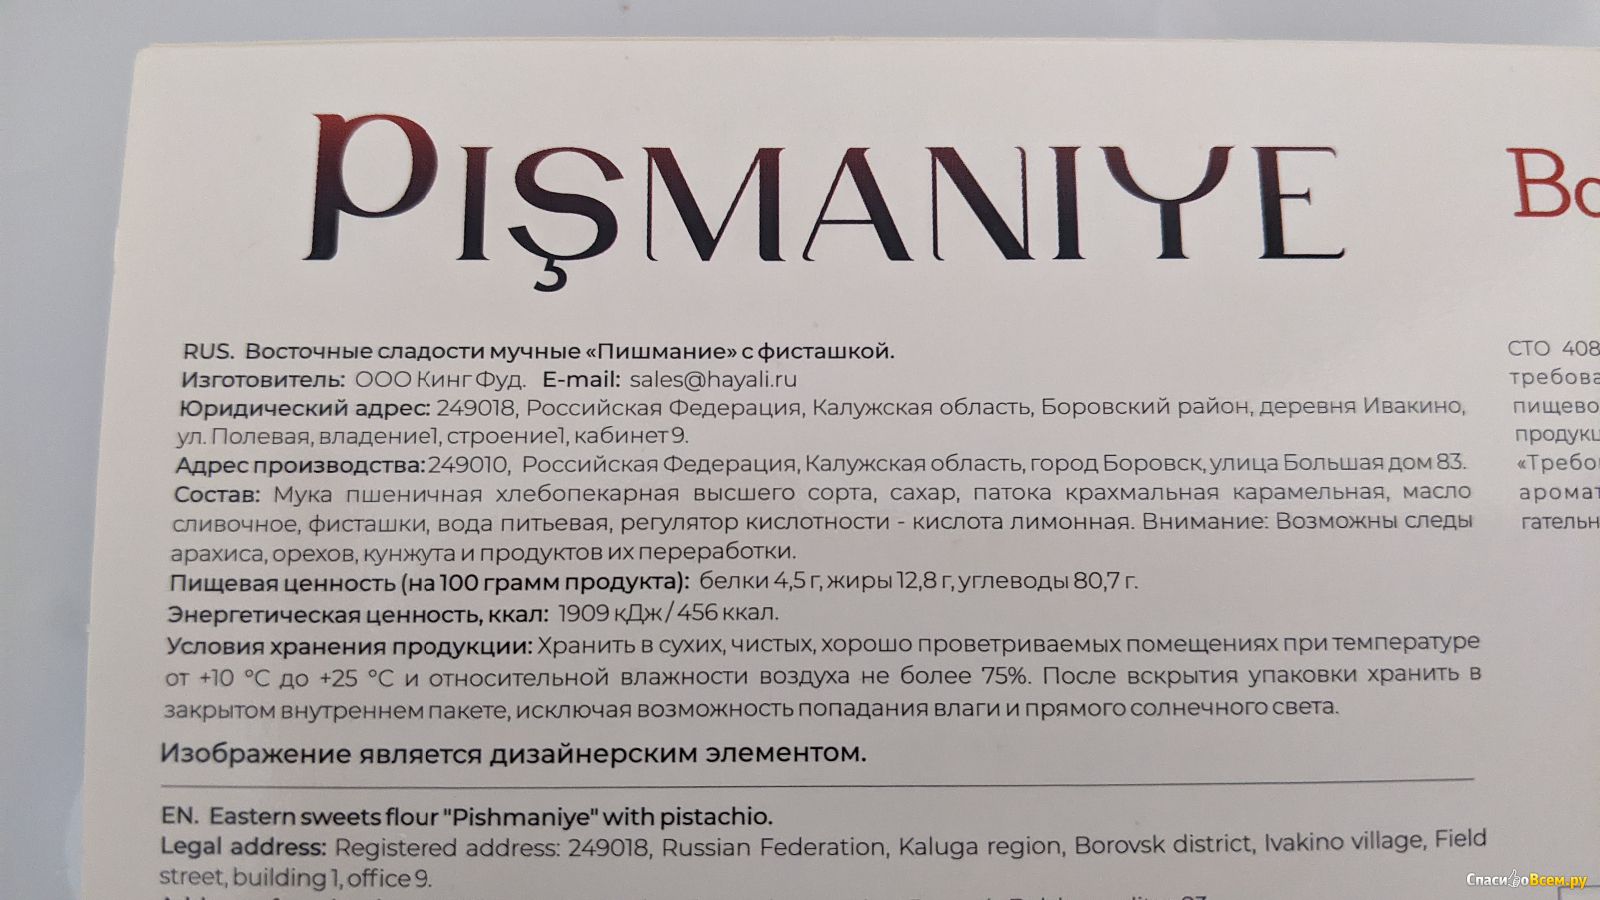 PIŞMANIYE
RUS. Восточные сладости мучные «Пишмание» с фисташкой.
Изготовитель: ООО Кинг Фуд. E-mail: sales@hayali.ru
Юридический адрес: 249018, Российская Федерация, Калужская область, Боровский район, деревня Ивакино,
ул. Полевая, владение1, строение1, кабинет 9.
Адрес производства:249010, Российская Федерация, Калужская область, город Боровск, улица Большая дом 83.
Состав: Мука пшеничная хлебопекарная высшего сорта, сахар, патока крахмальная карамельная, масло
сливочное, фисташки, вода питьевая, регулятор кислотности - кислота лимонная. Внимание: Возможны следы
арахиса, орехов, кунжута и продуктов их переработки.
Пищевая ценность (на 100 грамм продукта): белки 4,5 г, жиры 12,8 г, углеводы 80,7 г.
Энергетическая ценность, ккал: 1909 кДж/456 ккал.
Условия хранения продукции: Хранить в сухих, чистых, хорошо проветриваемых помещениях при температуре
от +10 °С до +25 °С и относительной влажности воздуха не более 75%. После вскрытия упаковки хранить в
закрытом внутреннем пакете, исключая возможность попадания влаги и прямого солнечного света.
Изображение является дизайнерским элементом.
EN. Eastern sweets flour "Pishmaniye" with pistachio.
Legal address: Registered address: 249018, Russian Federation, Kaluga region, Borovsk district, Ivakino village, Field
street, building 1, office 9.
Во
СТО 408
требова
пищево
продукц
«Требо
аромат
гательн
СпасибоВсем.ру